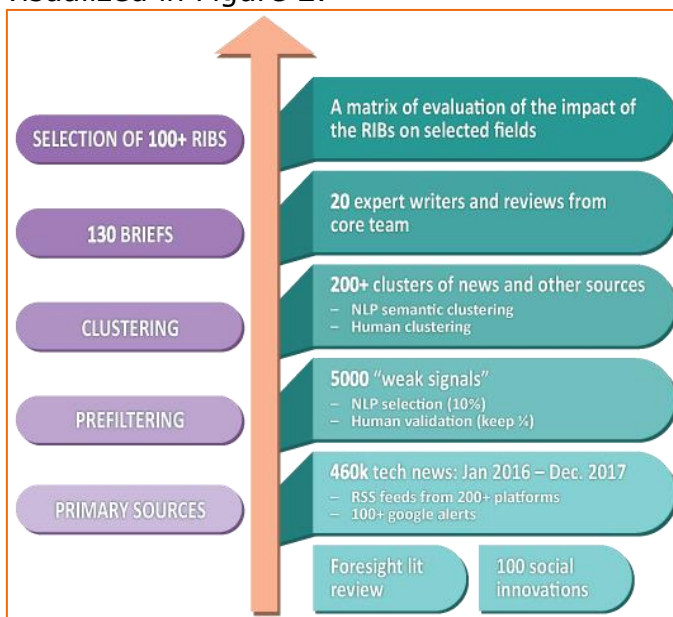 visualized in Figure 2.
SELECTION OF 100+ RIBS
A matrix of evaluation of the impact of
the RIBs on selected fields
130 BRIEFS
20 expert writers and reviews from
core team
CLUSTERING
200+ clusters of news and other sources
– NLP semantic clustering
– Human clustering
PREFILTERING
5000 “weak signals”
– NLP selection (10%)
– Human validation (keep ¼)
PRIMARY SOURCES
460k tech news: Jan 2016 – Dec. 2017
– RSS feeds from 200+ platforms
– 100+ google alerts
Foresight lit
review
100 social
innovations